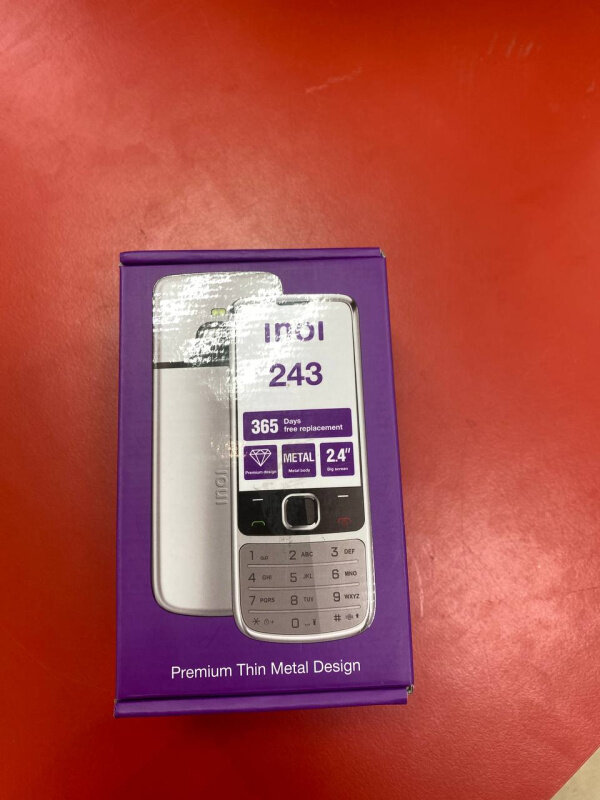 inoi
243
365 Days
free replacement
METAL
2.4"
Premium design
Metal body
Big screen
inoi
1
2 ABC
3 DEF
4 GHI
5 JKL
6 MNO
7 PQRS
8 TUV
9 WXYZ
0
#
Premium Thin Metal Design